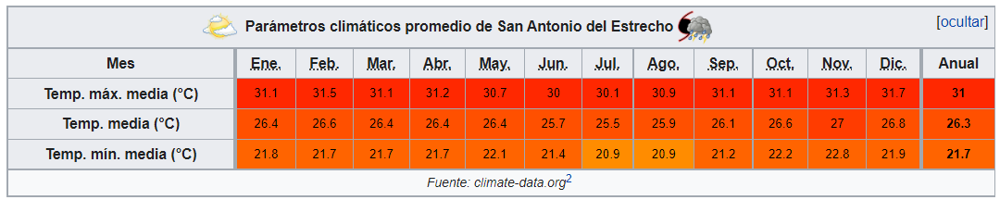 Parámetros climáticos promedio de San Antonio del Estrecho [ocultar]
Mes Ene. Feb. Mar. Abr. May. Jun. Jul. Ago. Sep. Oct. Nov. Dic. Anual
Temp. máx. media (°C) 31.1 31.5 31.1 31.2 30.7 30 30.1 30.9 31.1 31.1 31.3 31.7 31
Temp. media (°C) 26.4 26.6 26.4 26.4 26.4 25.7 25.5 25.9 26.1 26.6 27 26.8 26.3
Temp. mín. media (°C) 21.8 21.7 21.7 21.7 22.1 21.4 20.9 20.9 21.2 22.2 22.8 21.9 21.7
Fuente: climate-data.org2